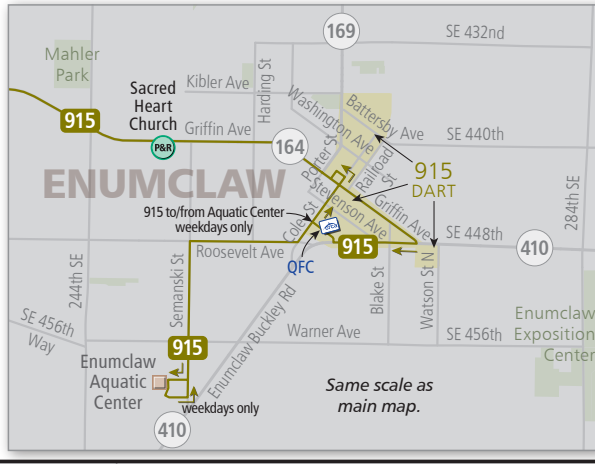 169
SE 432nd
Mahler
Park
Sacred
Heart
Church
Kibler Ave
Harding St
Washington Ave
Battersby Ave
915
Griffin Ave
P&R
164
SE 440th
Porter St
Railroad St
915
DART
284th SE
ENUMCLAW
Stevenson Ave
Griffin Ave
915 to/from Aquatic Center
weekdays only
Cole St
SE 448th
410
Roosevelt Ave
QFC
915
244th SE
Semanski St
Blake St
Watson St N
SE 456th
Way
Enumclaw Buckley Rd
Warner Ave
SE 456th
Enumclaw
Exposition
Center
915
Enumclaw
Aquatic
Center
weekdays only
410
Same scale as
main map.